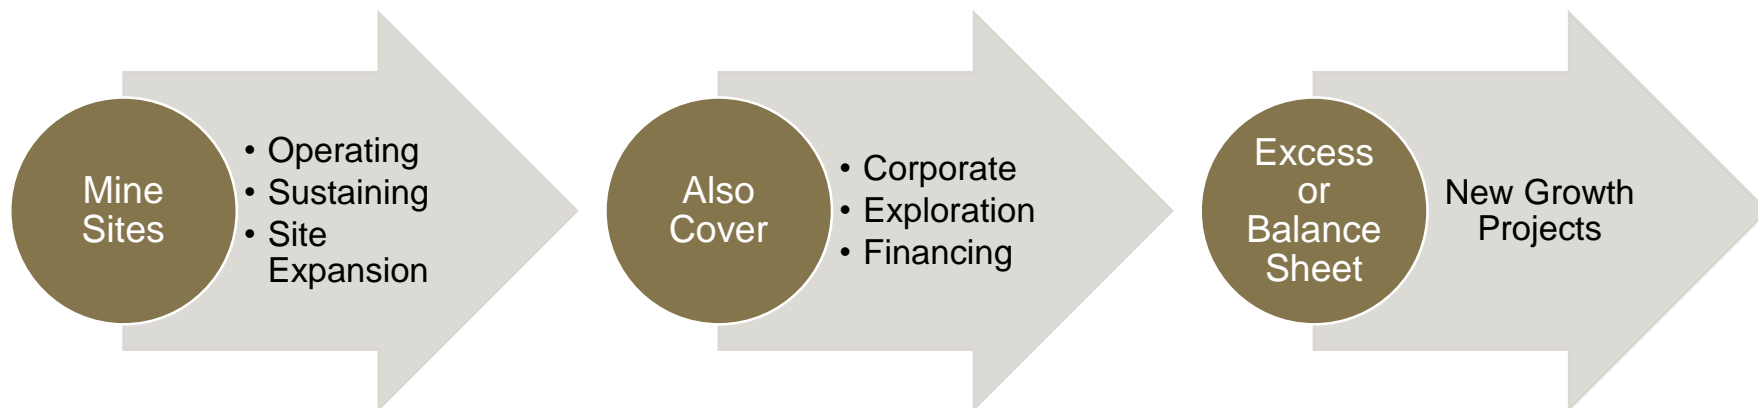 Mine
Sites
• Operating
• Sustaining
• Site
Expansion
Also
Cover
• Corporate
• Exploration
• Financing
Excess
or
Balance
Sheet
New Growth
Projects